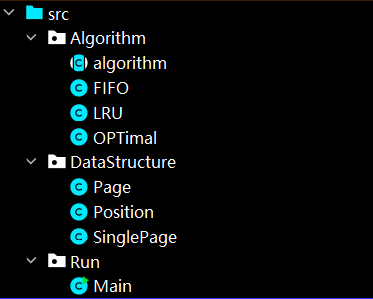 src
Algorithm
algorithm
FIFO
LRU
OPTimal
DataStructure
Page
Position
SinglePage
Run
Main